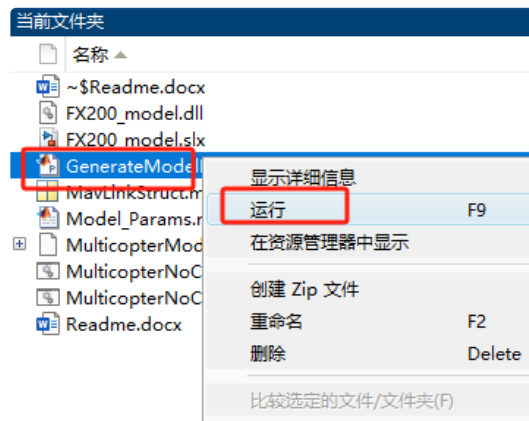 当前文件夹
名称
~$Readme.docx
FX200_model.dll
FX200_model.slx
GenerateModel
MavLinkStruct.m
Model_Params.
MulticopterMod
MulticopterNoC
MulticopterNoC
Readme.docx
显示详细信息
运行 F9
在资源管理器中显示
创建 Zip 文件
重命名 F2
删除 Delete
比较选定的文件/文件夹(F)